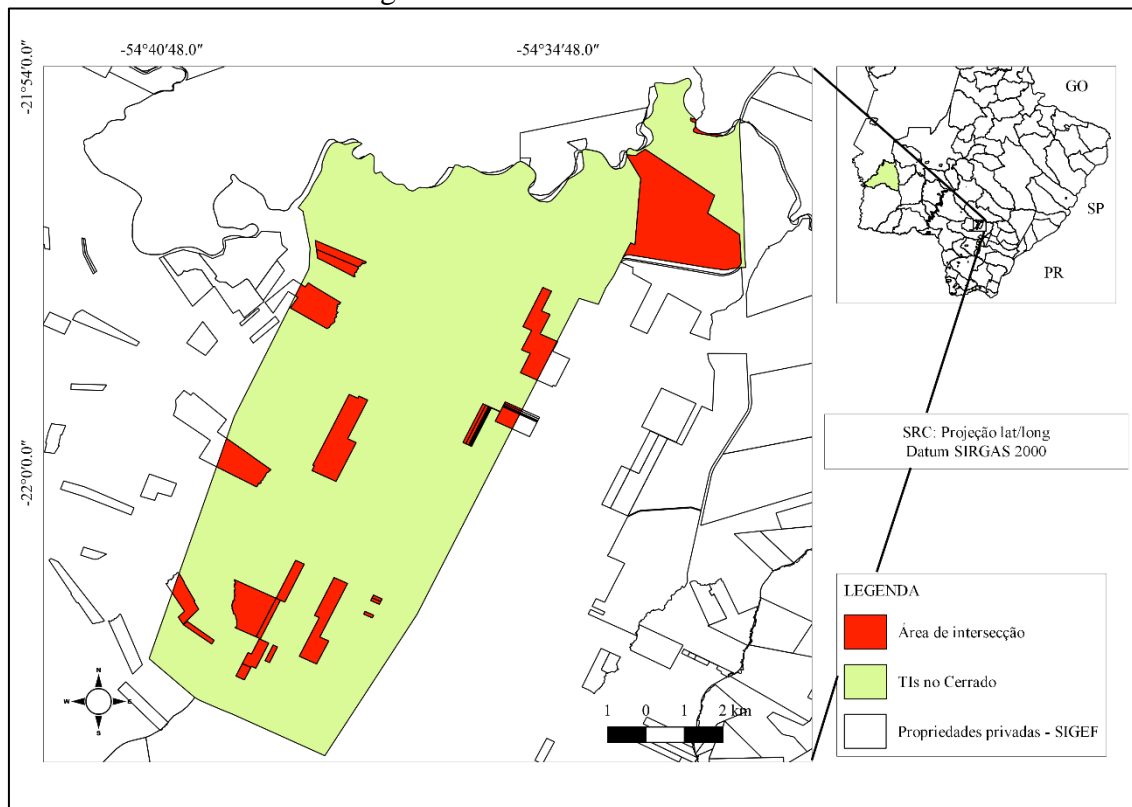 -54°40'48.0"
-54°34'48.0"
-21°54'0.0"
-22°0'0.0"
GO
SP
PR
SRC: Projeção lat/long
Datum SIRGAS 2000
LEGENDA
Área de intersecção
TIs no Cerrado
Propriedades privadas - SIGEF
N
W
E
S
1 0 1 2 km